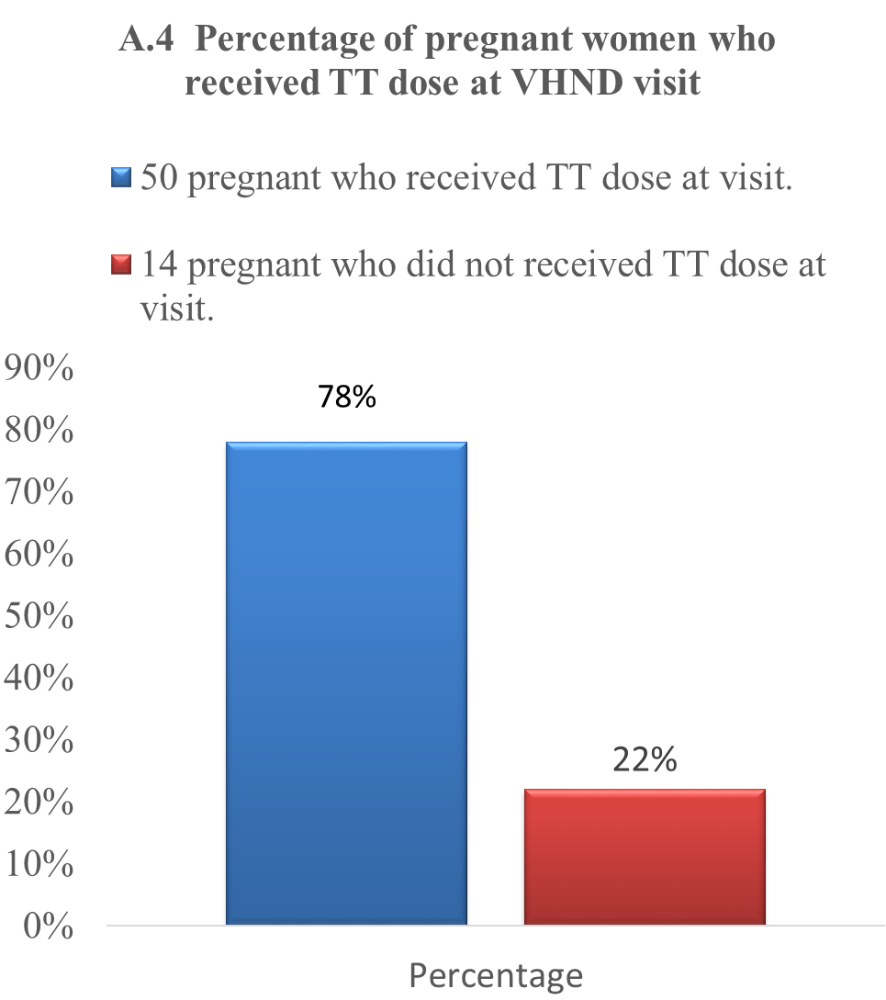 A.4 Percentage of pregnant women who
received TT dose at VHND visit
50 pregnant who received TT dose at visit.
14 pregnant who did not received TT dose at
visit.
90%
78%
80%
70%
60%
50%
40%
30%
22%
20%
10%
0%
Percentage